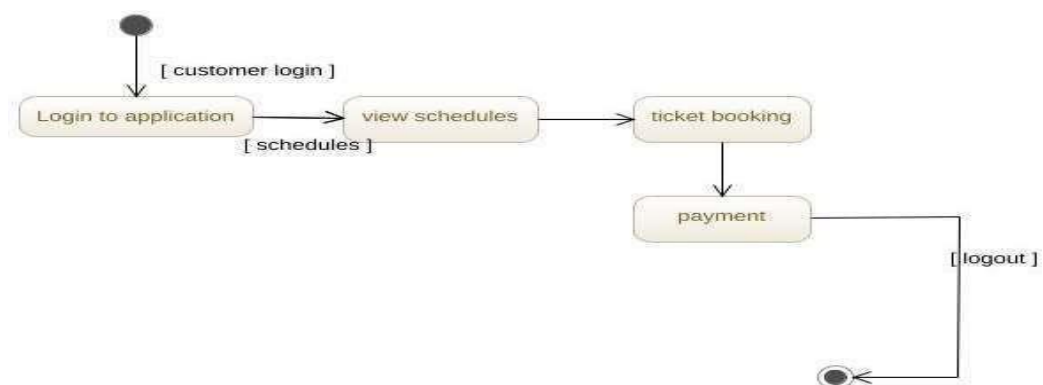 [ customer login ]
Login to application
view schedules
ticket booking
[ schedules ]
payment
[ logout ]